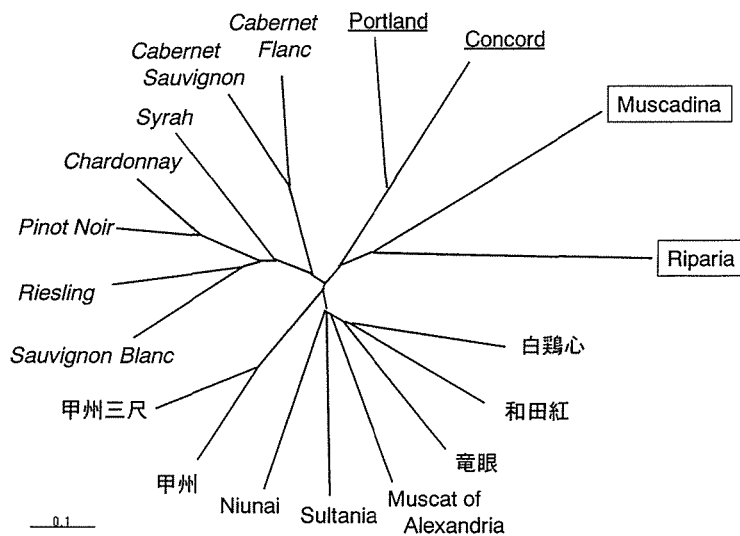 Cabernet
Flanc
Portland
Concord
Cabernet
Sauvignon
Muscadina
Syrah
Chardonnay
Pinot Noir
Riparia
Riesling
Sauvignon Blanc
白鶏心
甲州三尺
和田紅
竜眼
甲州
Niunai
Sultania
Muscat of
Alexandria
0.1